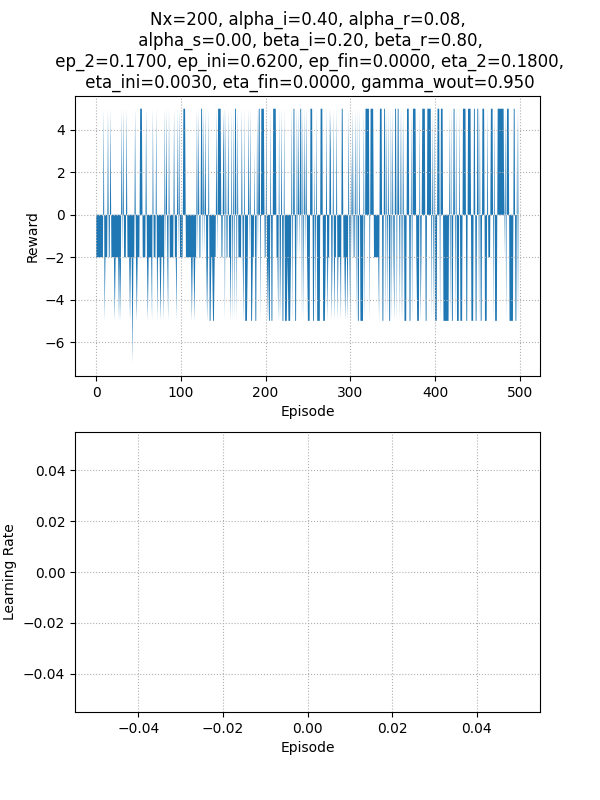 Nx=200, alpha_i=0.40, alpha_r=0.08,
alpha_s=0.00, beta_i=0.20, beta_r=0.80,
ep_2=0.1700, ep_ini=0.6200, ep_fin=0.0000, eta_2=0.1800,
eta_ini=0.0030, eta_fin=0.0000, gamma_wout=0.950
4
2
0
−2
−4
−6
Reward
0 100 200 300 400 500
Episode
0.04
0.02
0.00
−0.02
−0.04
Learning Rate
−0.04 −0.02 0.00 0.02 0.04
Episode